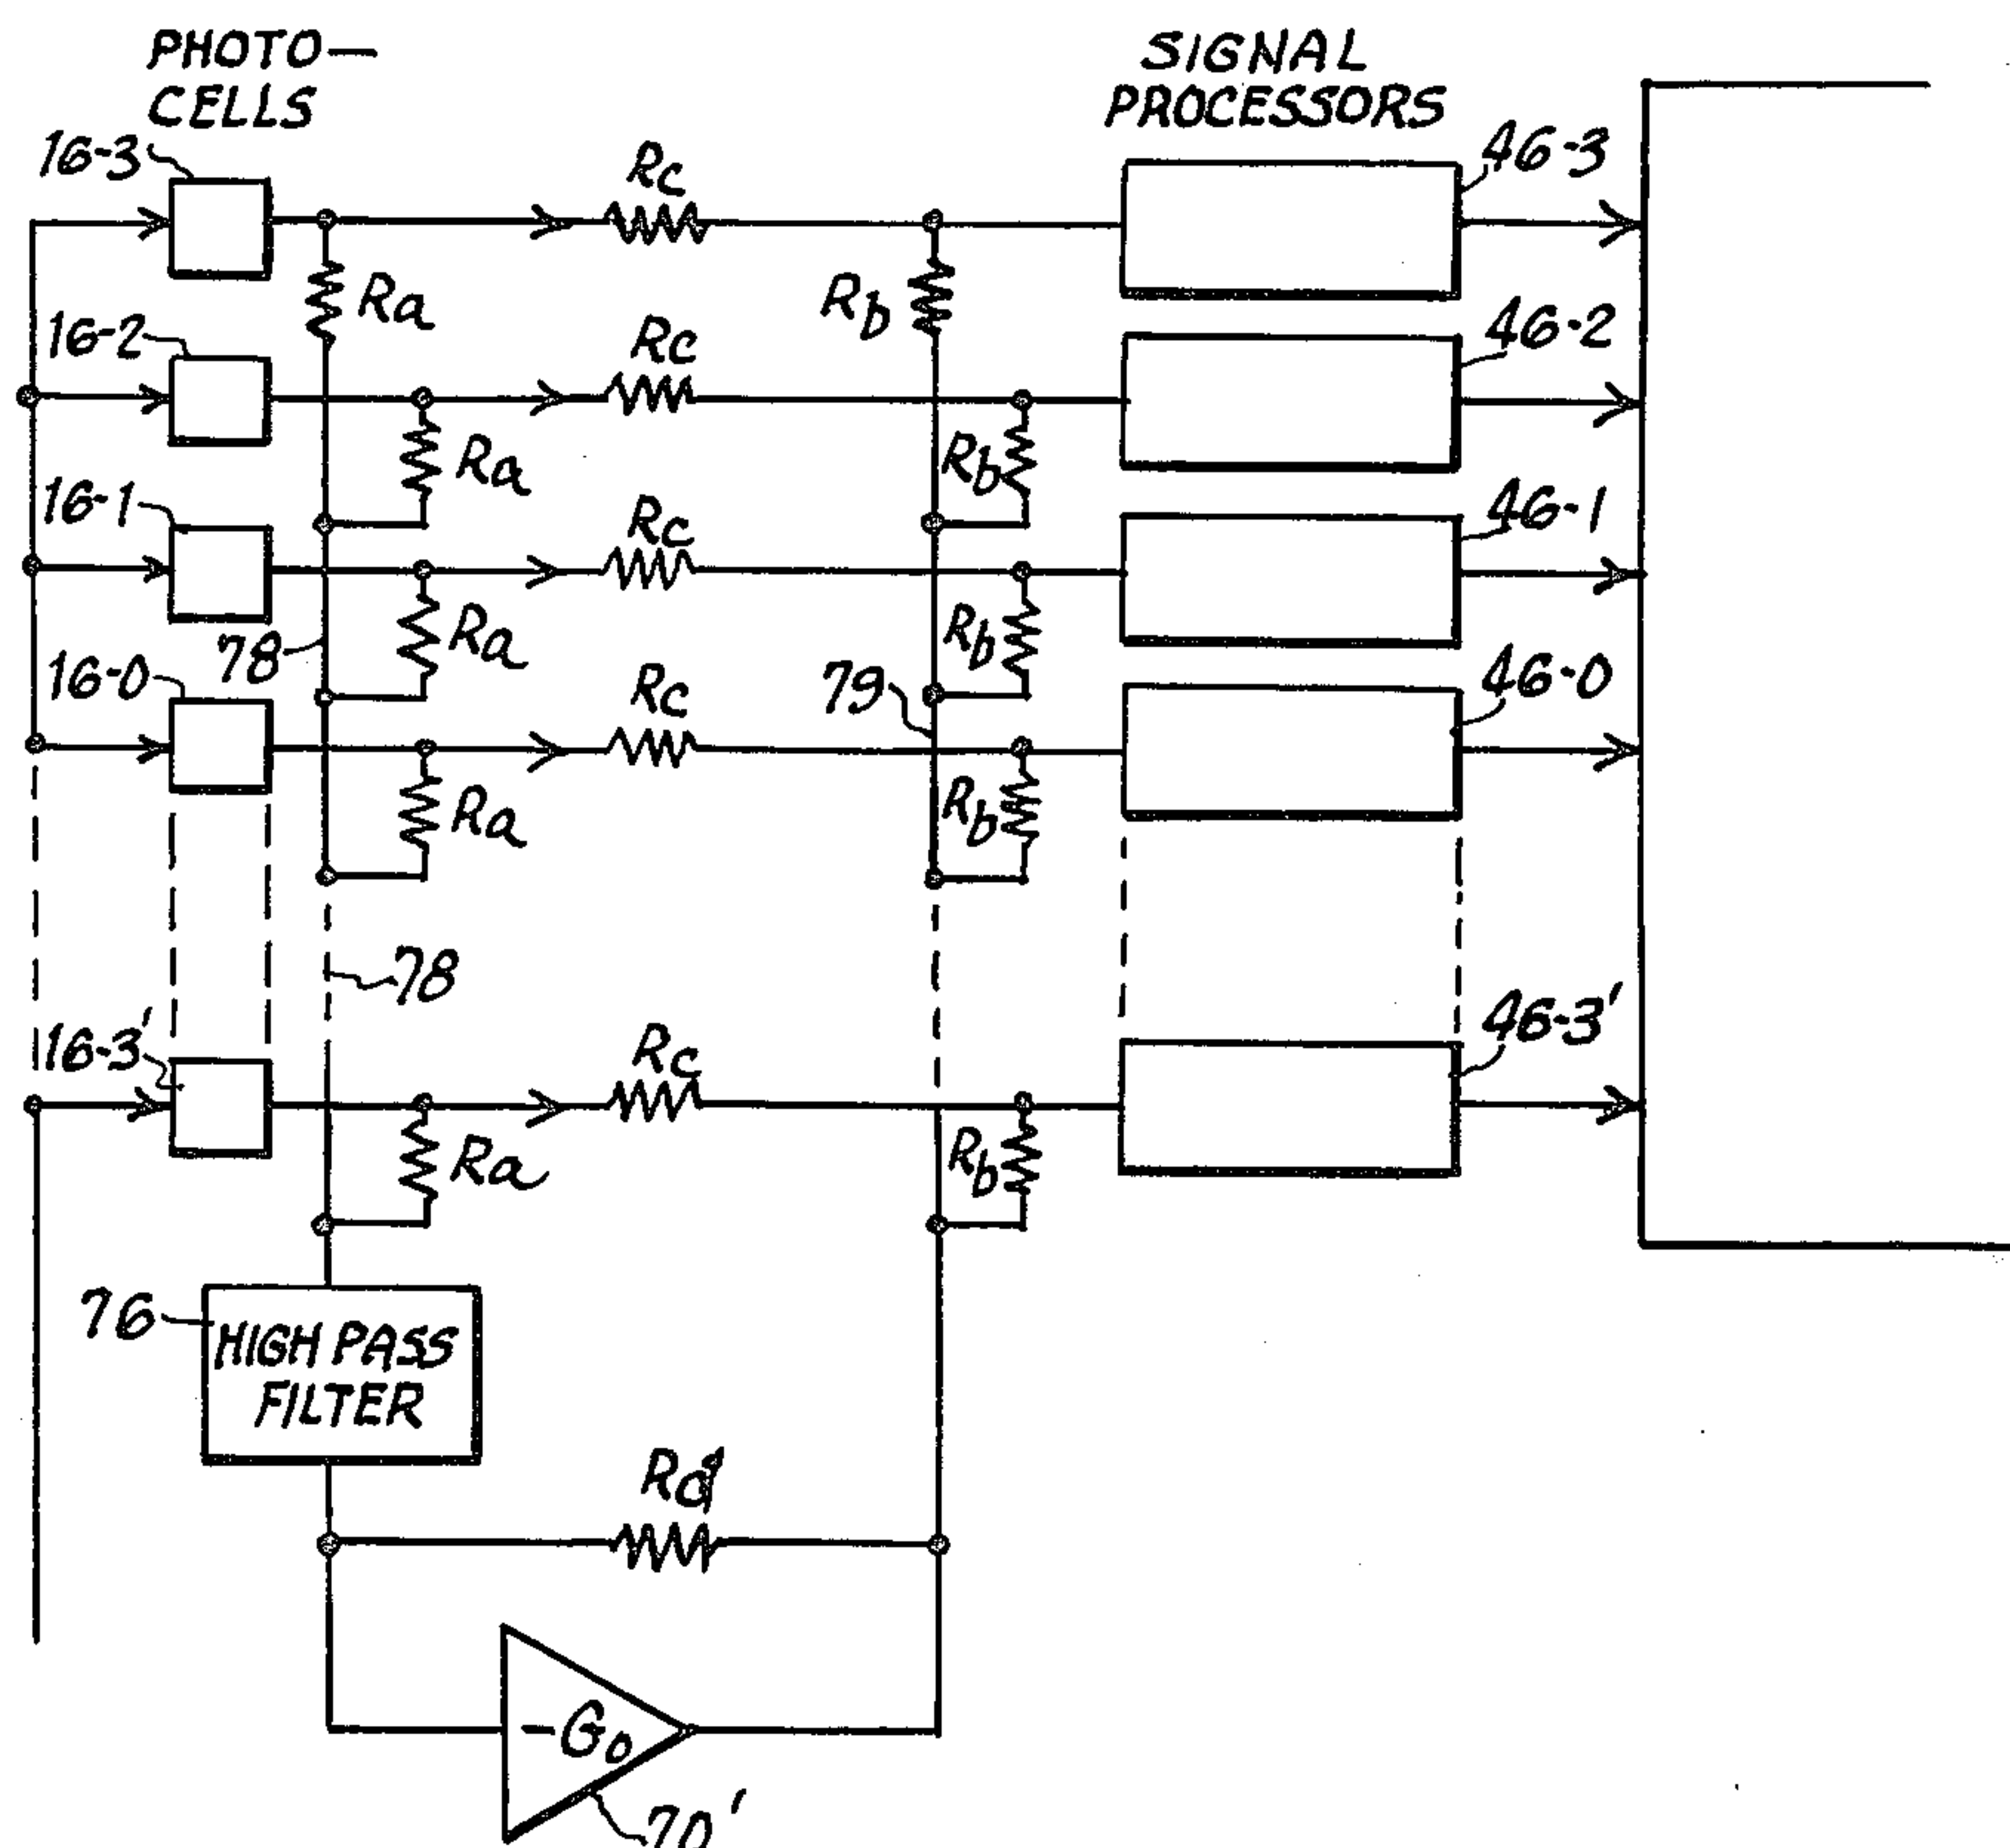 PHOTO—
CELLS
SIGNAL
PROCESSORS
16-3
Rc
46-3
Ra
Rb
16-2
Rc
46-2
Ra
Rb
16-1
Rc
46-1
Ra
Rb
78
16-0
Rc
79
46-0
Ra
Rb
78
16-3'
Rc
46-3'
Ra
Rb
76
HIGH PASS
FILTER
Rd
-Go
70'